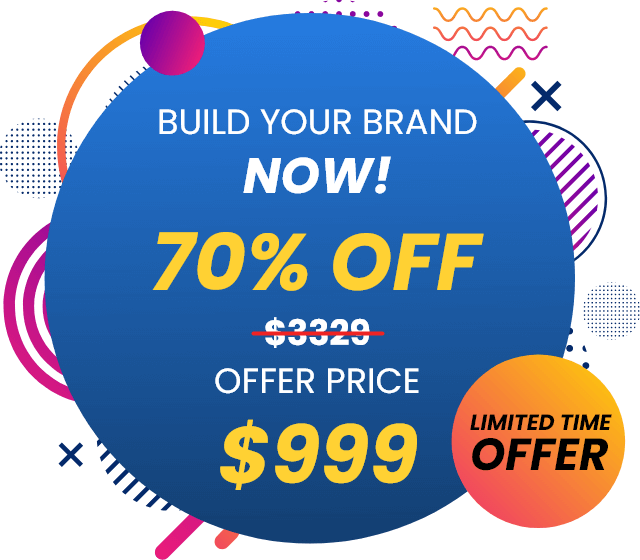 BUILD YOUR BRAND
NOW!
70% OFF
$3329
OFFER PRICE
$999
LIMITED TIME
OFFER